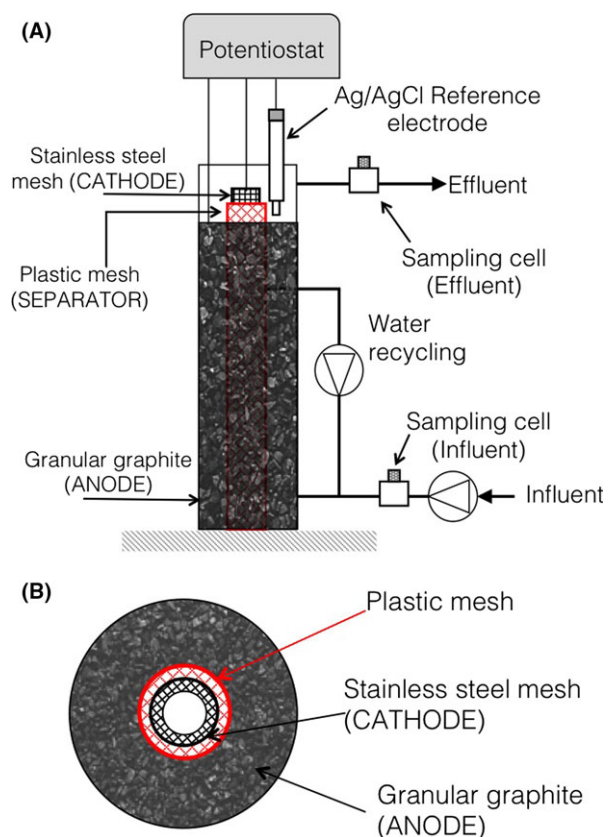 (A)
Potentiostat
Ag/AgCl Reference
electrode
Stainless steel
mesh (CATHODE)
Effluent
Plastic mesh
(SEPARATOR)
Sampling cell
(Effluent)
Water
recycling
Sampling cell
(Influent)
Granular graphite
(ANODE)
Influent
(B)
Plastic mesh
Stainless steel mesh
(CATHODE)
Granular graphite
(ANODE)